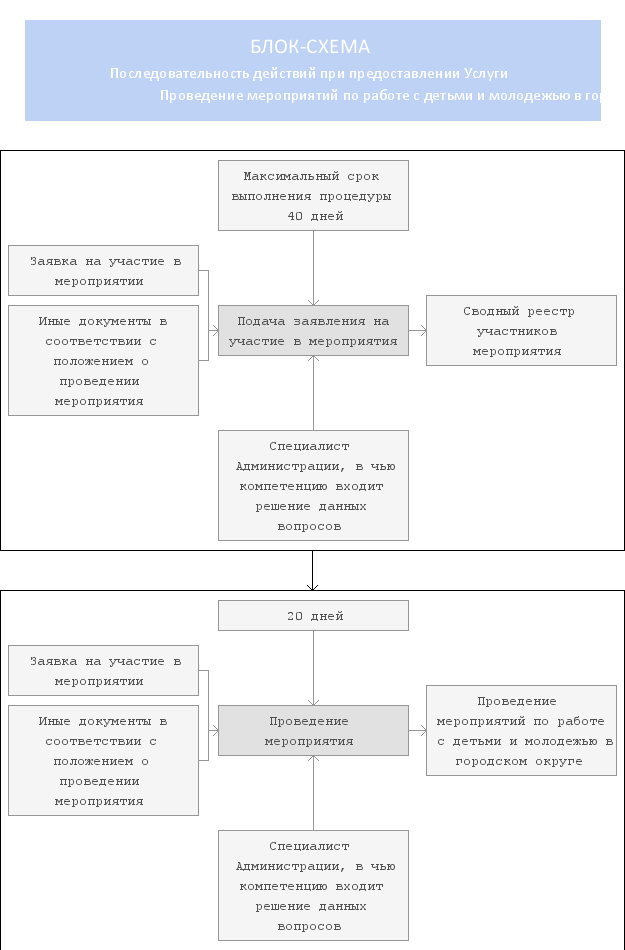 БЛОК-СХЕМА
Последовательность действий при предоставлении Услуги
Проведение мероприятий по работе с детьми и молодежью в гор
Максимальный срок
выполнения процедуры
40 дней
Заявка на участие в
мероприятии
Иные документы в
соответствии с
положением о
проведении
мероприятия
Подача заявления на
участие в мероприятия
Сводный реестр
участников
мероприятия
Специалист
Администрации, в чью
компетенцию входит
решение данных
вопросов
20 дней
Заявка на участие в
мероприятии
Иные документы в
соответствии с
положением о
проведении
мероприятия
Проведение
мероприятия
Проведение
мероприятий по работе
с детьми и молодежью в
городском округе
Специалист
Администрации, в чью
компетенцию входит
решение данных
вопросов